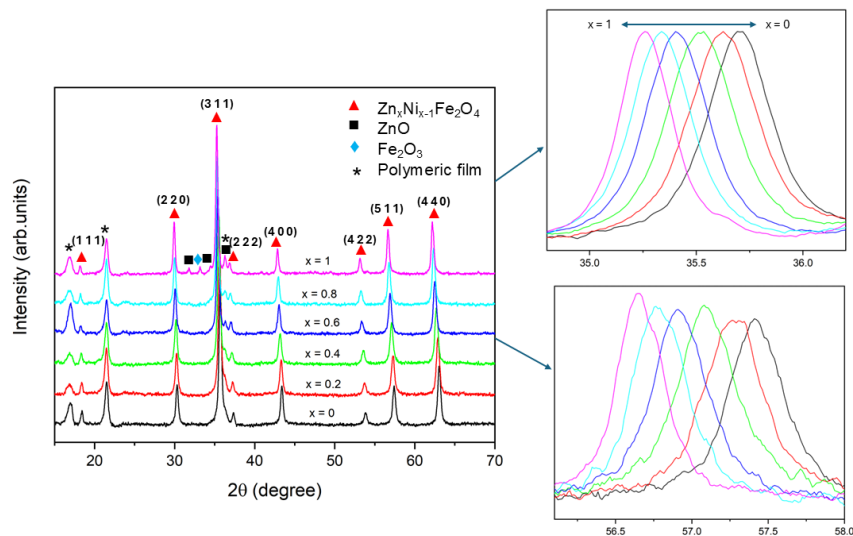 x = 1
x = 0
35.0
35.5
36.0
(3 1 1)
Zn<sub>x</sub>Ni<sub>x-1</sub>Fe<sub>2</sub>O<sub>4</sub>
ZnO
Fe<sub>2</sub>O<sub>3</sub>
* Polymeric film
(2 2 0)
(4 4 0)
(5 1 1)
* (1 1 1) *
* (2 2 2)
(4 0 0)
(4 2 2)
x = 1
x = 0.8
x = 0.6
x = 0.4
x = 0.2
x = 0
Intensity (arb.units)
20 30 40 50 60 70
2θ (degree)
56.5 57.0 57.5 58.0